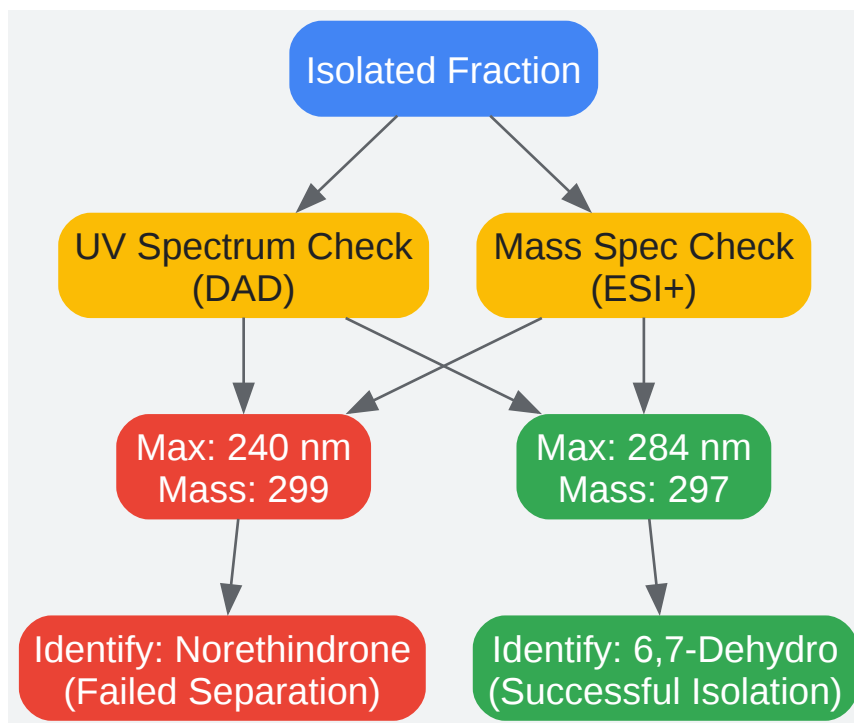 Isolated Fraction
UV Spectrum Check
(DAD)
Mass Spec Check
(ESI+)
Max: 240 nm
Mass: 299
Max: 284 nm
Mass: 297
Identify: Norethindrone
(Failed Separation)
Identify: 6,7-Dehydro
(Successful Isolation)